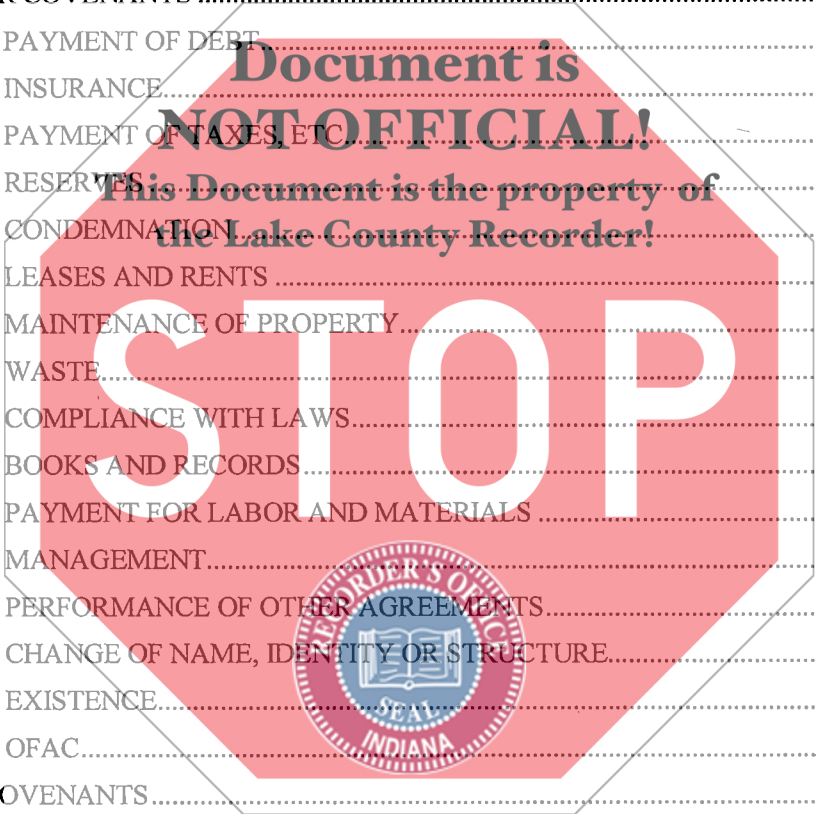 R COVENANTS
PAYMENT OF DEBT
Document is
INSURANCE
NOT OFFICIAL!
PAYMENT OF TAXES, ETC.
This Document is the property of
RESERVES
the Lake County Recorder!
CONDEMNATION
LEASES AND RENTS
MAINTENANCE OF PROPERTY
STOP
WASTE
COMPLIANCE WITH LAWS
BOOKS AND RECORDS
PAYMENT FOR LABOR AND MATERIALS
MANAGEMENT
RECORDER'S OFFICE
PERFORMANCE OF OTHER AGREEMENTS
CHANGE OF NAME, IDENTITY OR STRUCTURE
EXISTENCE
SEAL
INDIANA
OFAC
OVENANTS